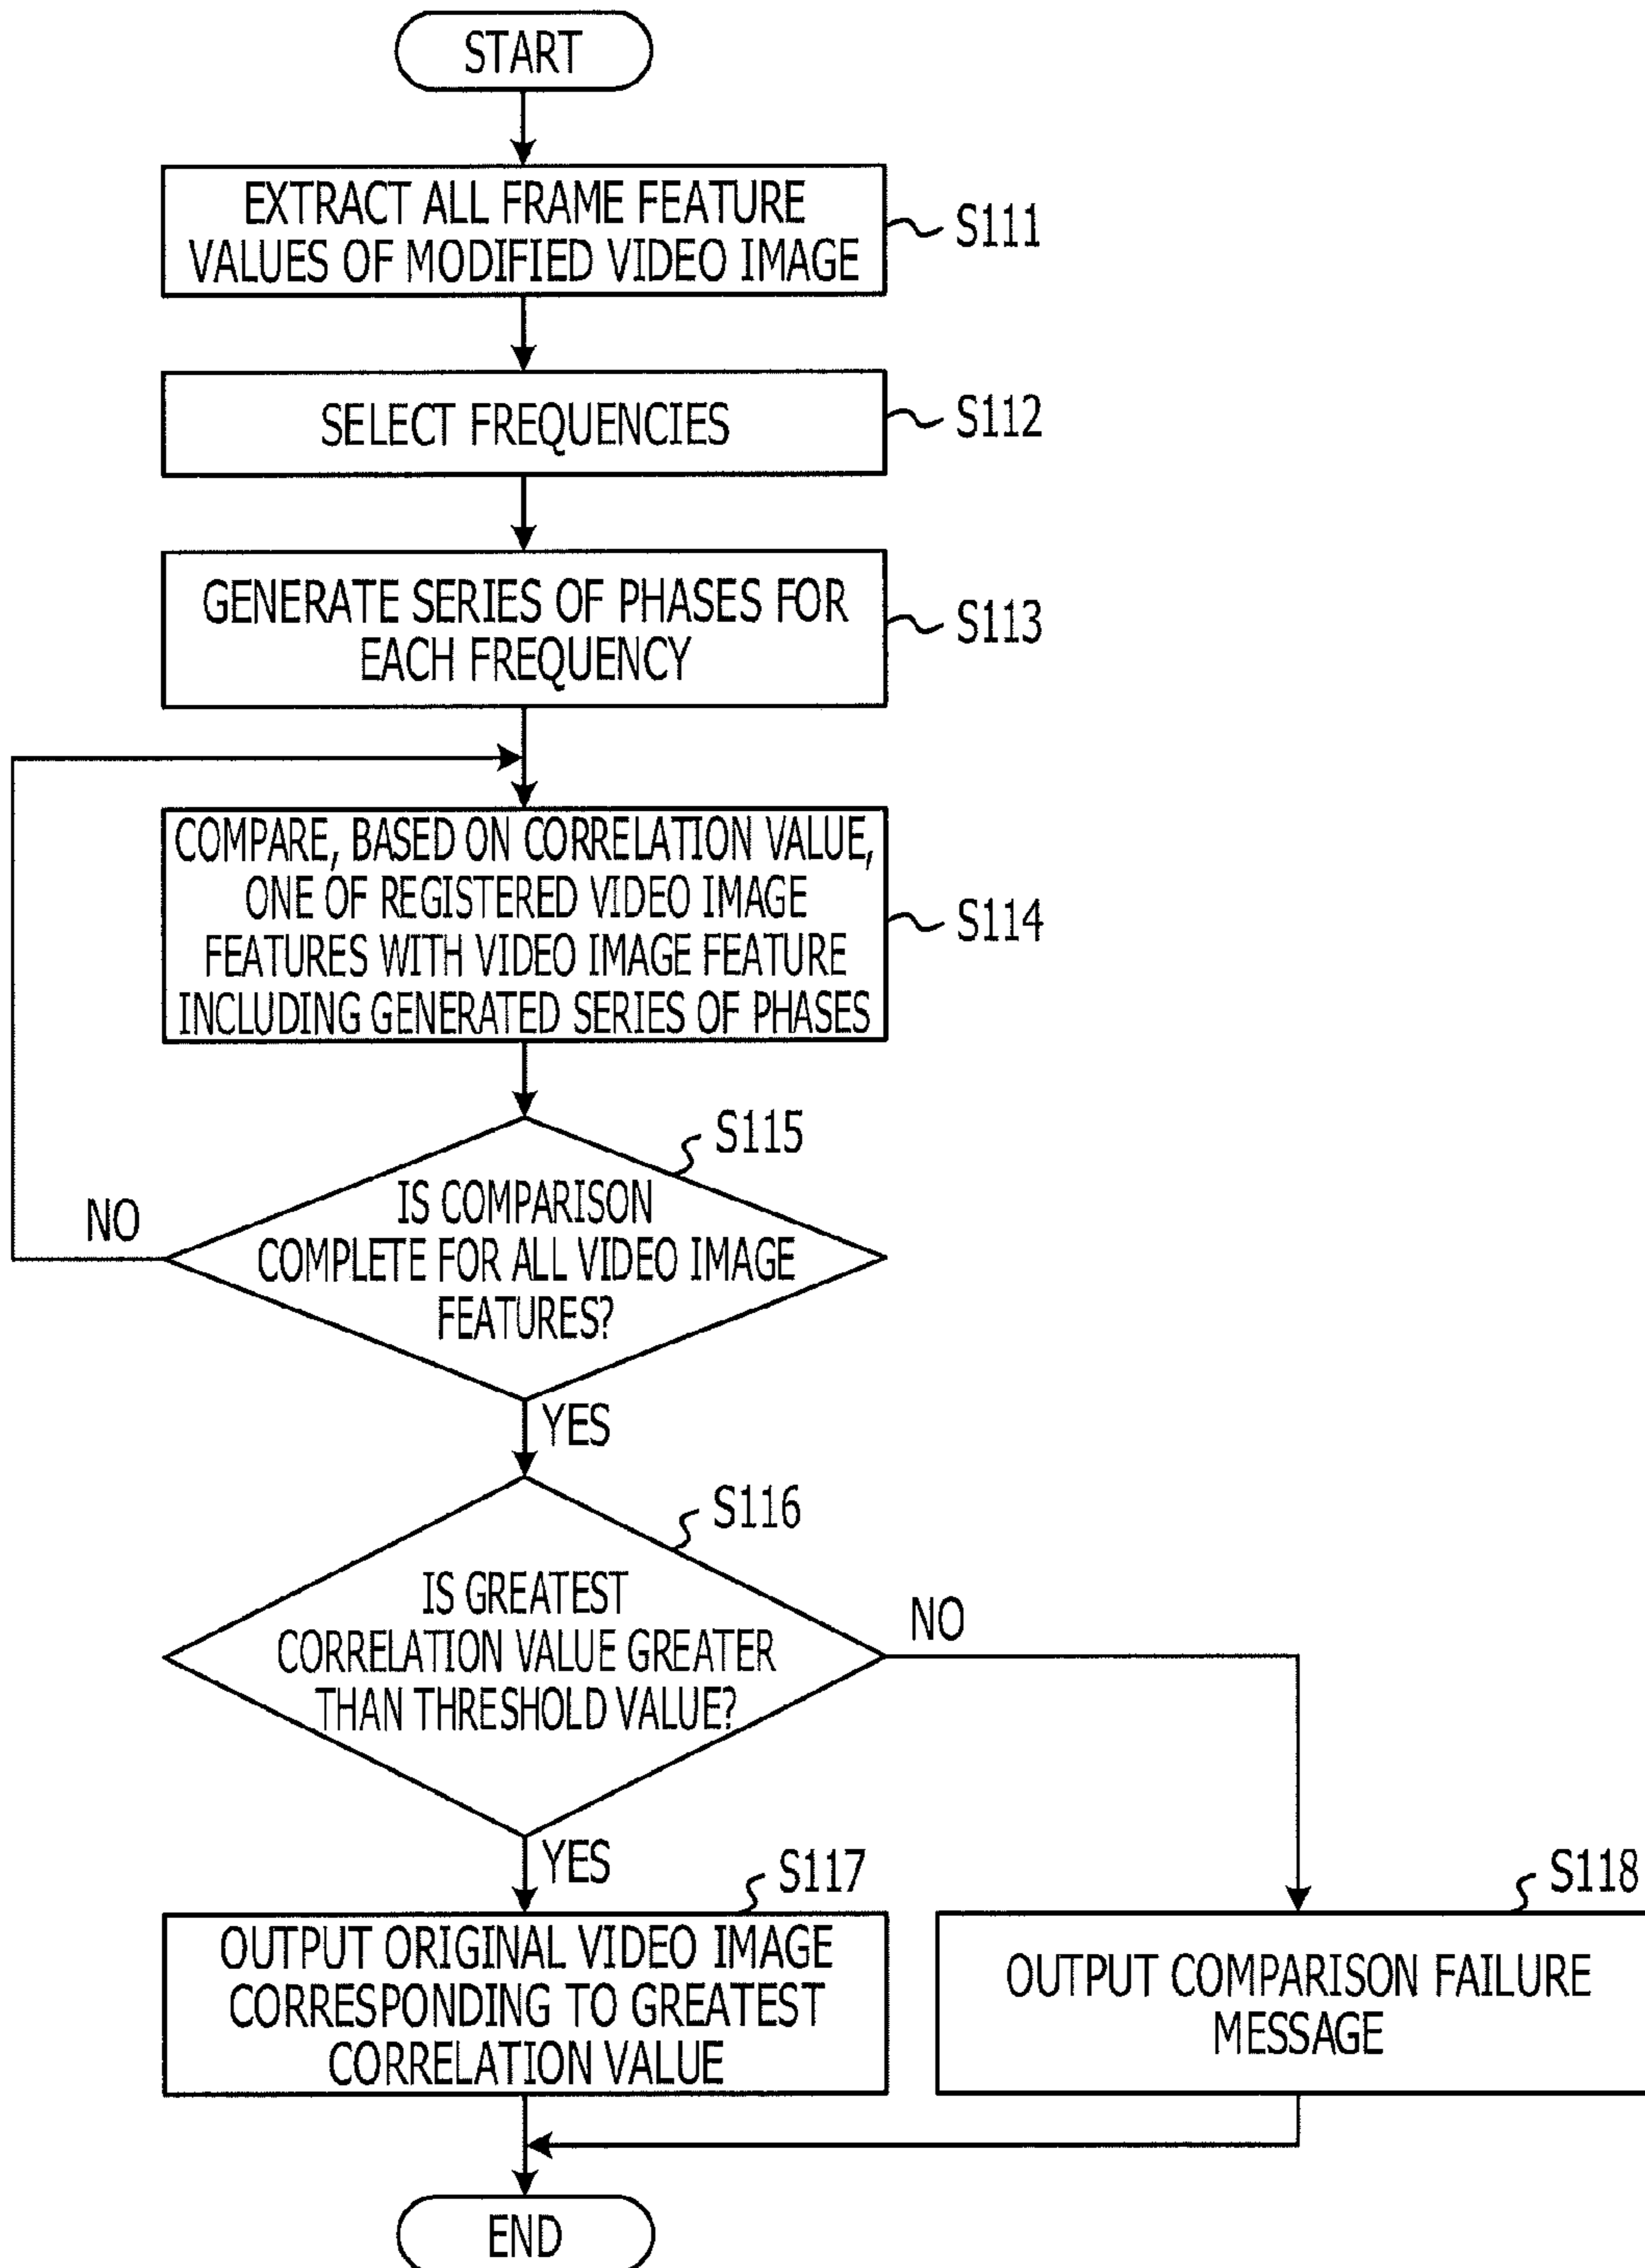 START
EXTRACT ALL FRAME FEATURE
VALUES OF MODIFIED VIDEO IMAGE
S111
SELECT FREQUENCIES
S112
GENERATE SERIES OF PHASES FOR
EACH FREQUENCY
S113
COMPARE, BASED ON CORRELATION VALUE,
ONE OF REGISTERED VIDEO IMAGE
FEATURES WITH VIDEO IMAGE FEATURE
INCLUDING GENERATED SERIES OF PHASES
S114
S115
IS COMPARISON
COMPLETE FOR ALL VIDEO IMAGE
FEATURES?
NO
YES
S116
IS GREATEST
CORRELATION VALUE GREATER
THAN THRESHOLD VALUE?
NO
YES
S117
OUTPUT ORIGINAL VIDEO IMAGE
CORRESPONDING TO GREATEST
CORRELATION VALUE
S118
OUTPUT COMPARISON FAILURE
MESSAGE
END